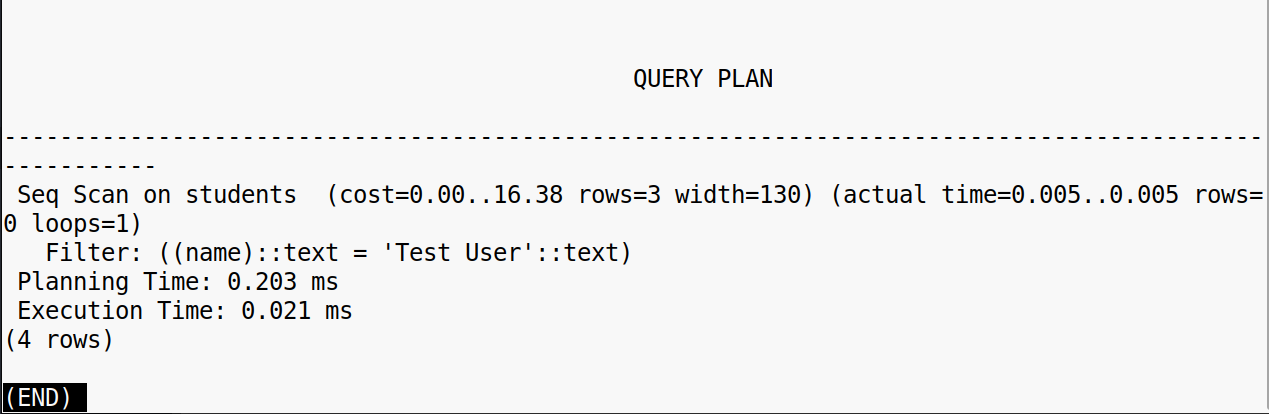 QUERY PLAN
------------------------------------------------------------------------------------------
-----------
Seq Scan on students  (cost=0.00..16.38 rows=3 width=130) (actual time=0.005..0.005 rows=
0 loops=1)
   Filter: ((name)::text = 'Test User'::text)
Planning Time: 0.203 ms
Execution Time: 0.021 ms
(4 rows)
(END)